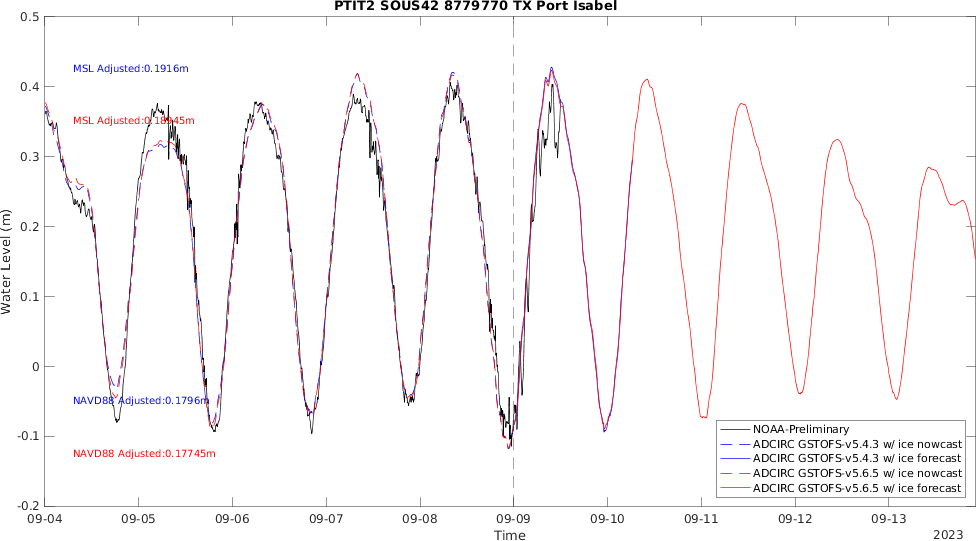 PTIT2 SOUS42 8779770 TX Port Isabel
0.5
0.4
0.3
0.2
0.1
0
-0.1
-0.2
Water Level (m)
MSL Adjusted:0.1916m
MSL Adjusted:0.18945m
NAVD88 Adjusted:0.1796m
NAVD88 Adjusted:0.17745m
NOAA-Preliminary
ADCIRC GSTOFS-v5.4.3 w/ ice nowcast
ADCIRC GSTOFS-v5.4.3 w/ ice forecast
ADCIRC GSTOFS-v5.6.5 w/ ice nowcast
ADCIRC GSTOFS-v5.6.5 w/ ice forecast
09-04 09-05 09-06 09-07 09-08 09-09 09-10 09-11 09-12 09-13
Time
2023